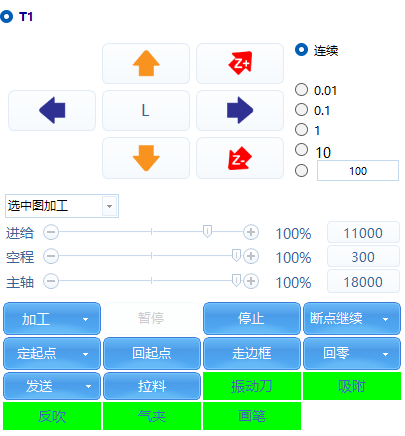 T1
连续
Z+
0.01
0.1
L
1
10
Z-
100
选中图加工
进给 100% 11000
空程 100% 300
主轴 100% 18000
加工 暂停 停止 断点继续
定起点 回起点 走边框 回零
发送 拉料 振动刀 吸附
反吹 气夹 画笔